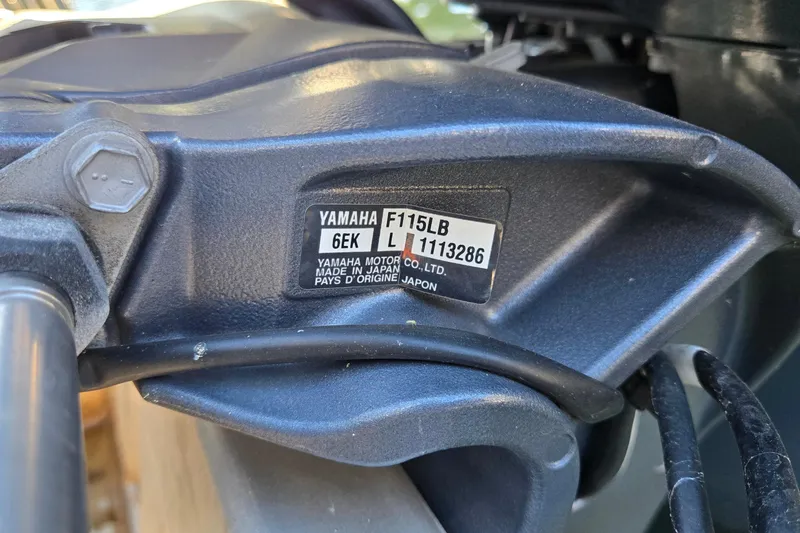 YAMAHA F115LB
6EK L L 1113286
YAMAHA MOTOR CO., LTD.
MADE IN JAPAN
PAYS D'ORIGINE JAPON